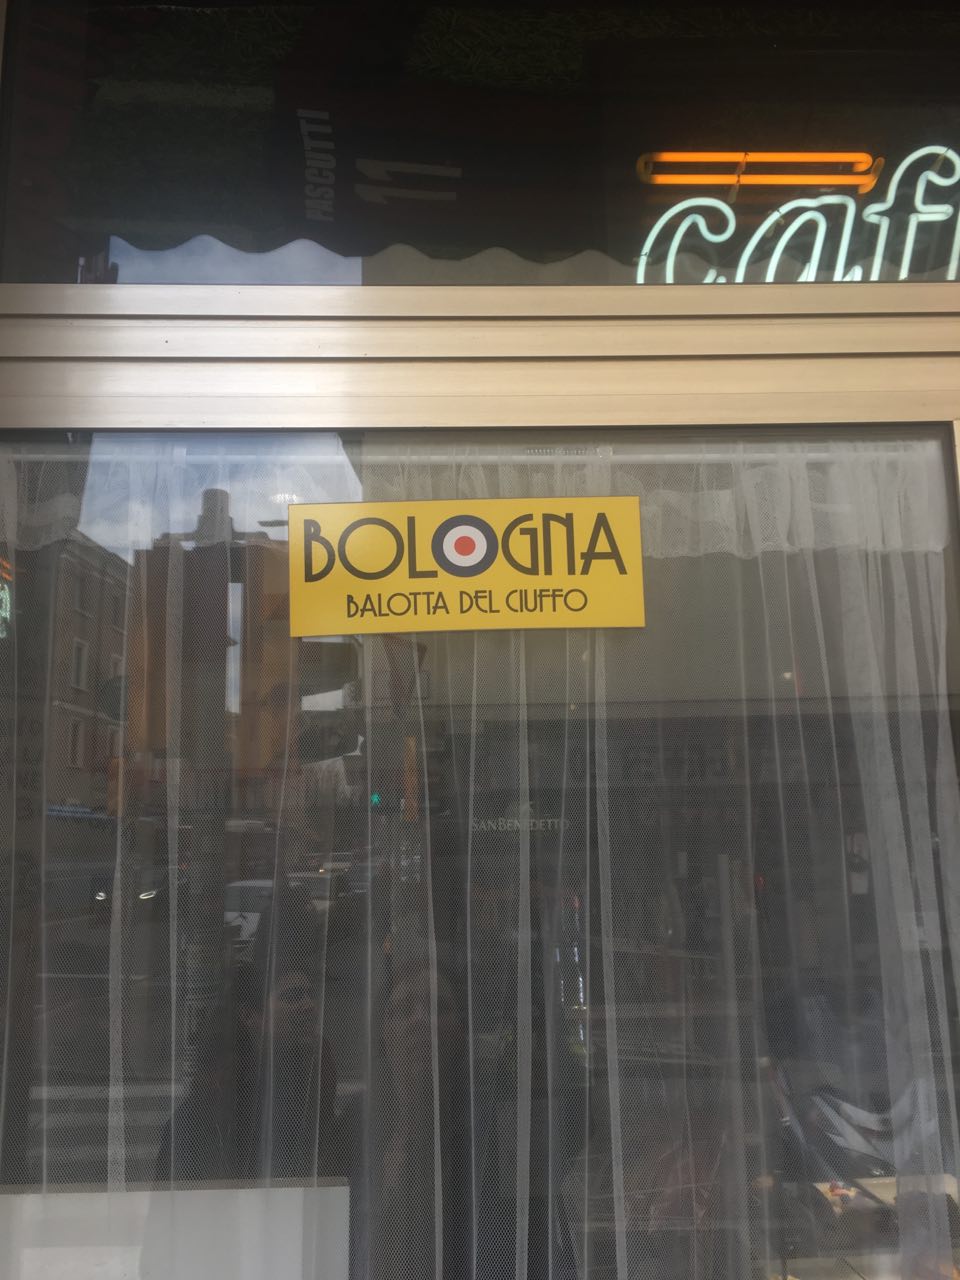 PASCUTTI
11
caf
BOLOGNA
BALOTTA DEL CIUFFO
SANBENEDETTO